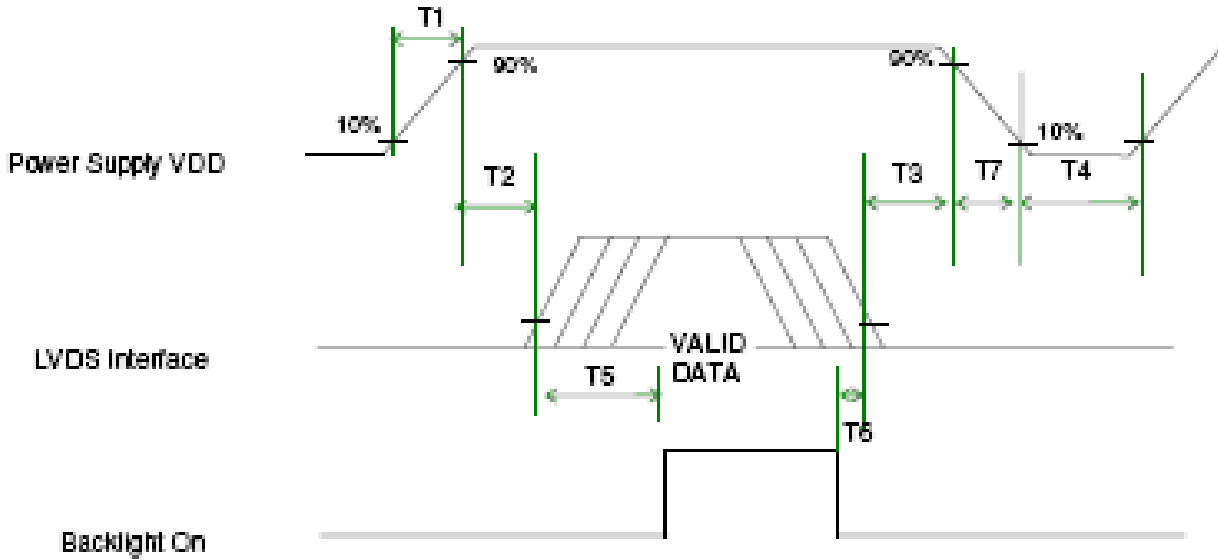 T1
90%
90%
10%
10%
Power Supply VDD
T2
T3
T7
T4
LVDS Interface
VALID
DATA
T5
T6
Backlight On